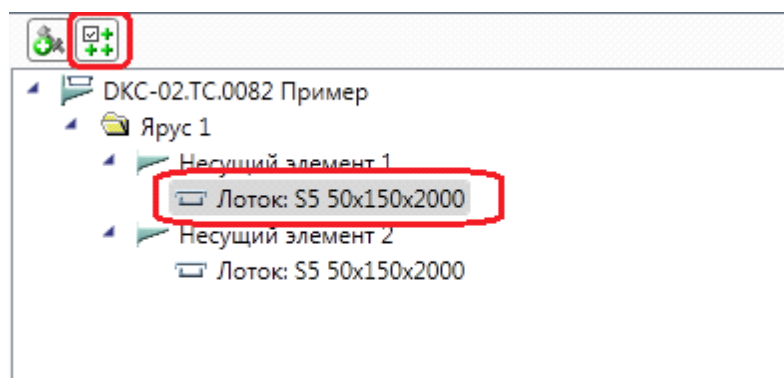 DKC-02.TC.0082 Пример
Ярус 1
Несущий элемент 1
Лоток: S5 50x150x2000
Несущий элемент 2
Лоток: S5 50x150x2000